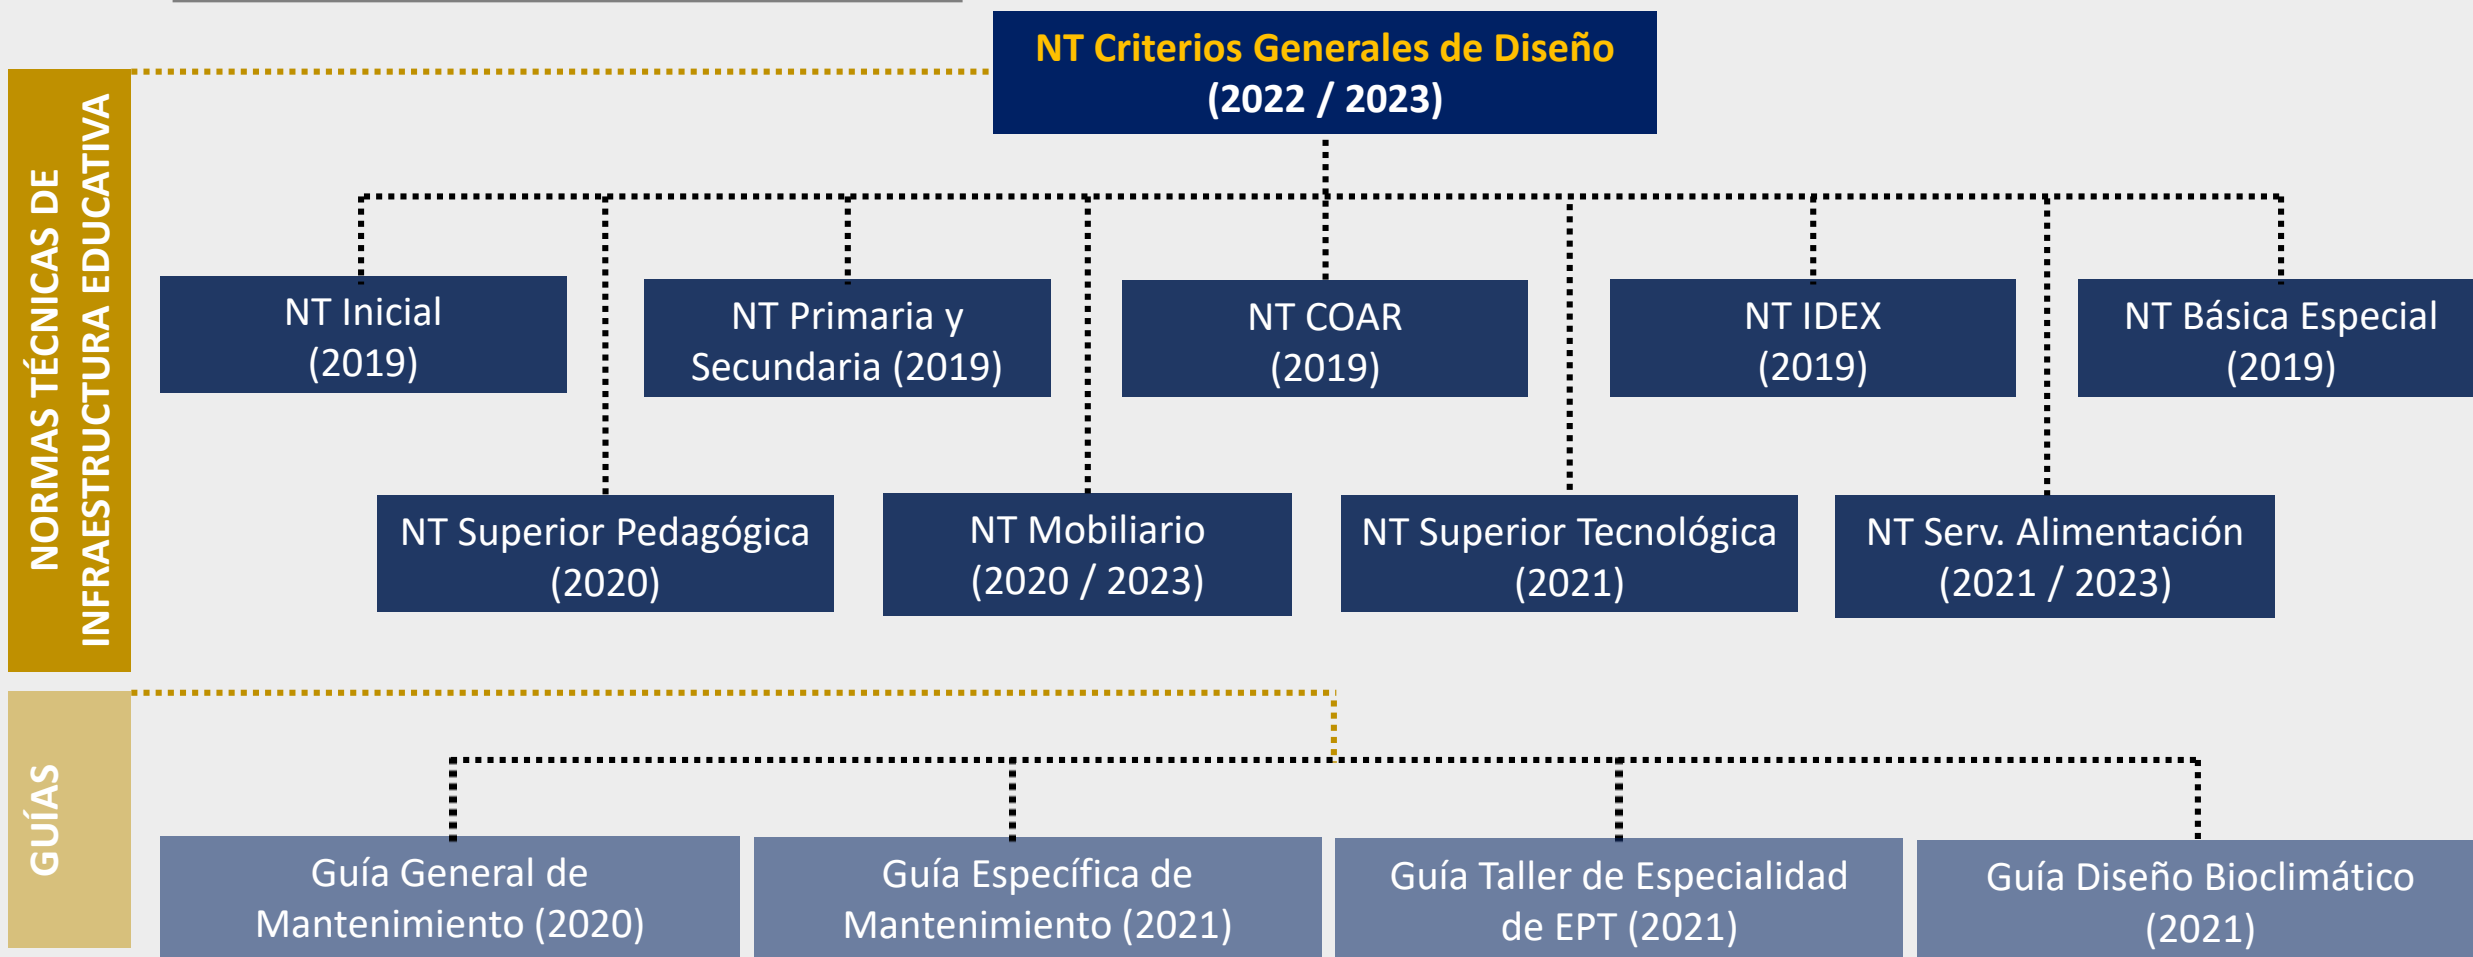 NT Criterios Generales de Diseño
(2022 / 2023)
NORMAS TÉCNICAS DE
INFRAESTRUCTURA EDUCATIVA
NT Inicial
(2019)
NT Primaria y
Secundaria (2019)
NT COAR
(2019)
NT IDEX
(2019)
NT Básica Especial
(2019)
NT Superior Pedagógica
(2020)
NT Mobiliario
(2020 / 2023)
NT Superior Tecnológica
(2021)
NT Serv. Alimentación
(2021 / 2023)
GUÍAS
Guía General de
Mantenimiento (2020)
Guía Específica de
Mantenimiento (2021)
Guía Taller de Especialidad
de EPT (2021)
Guía Diseño Bioclimático
(2021)